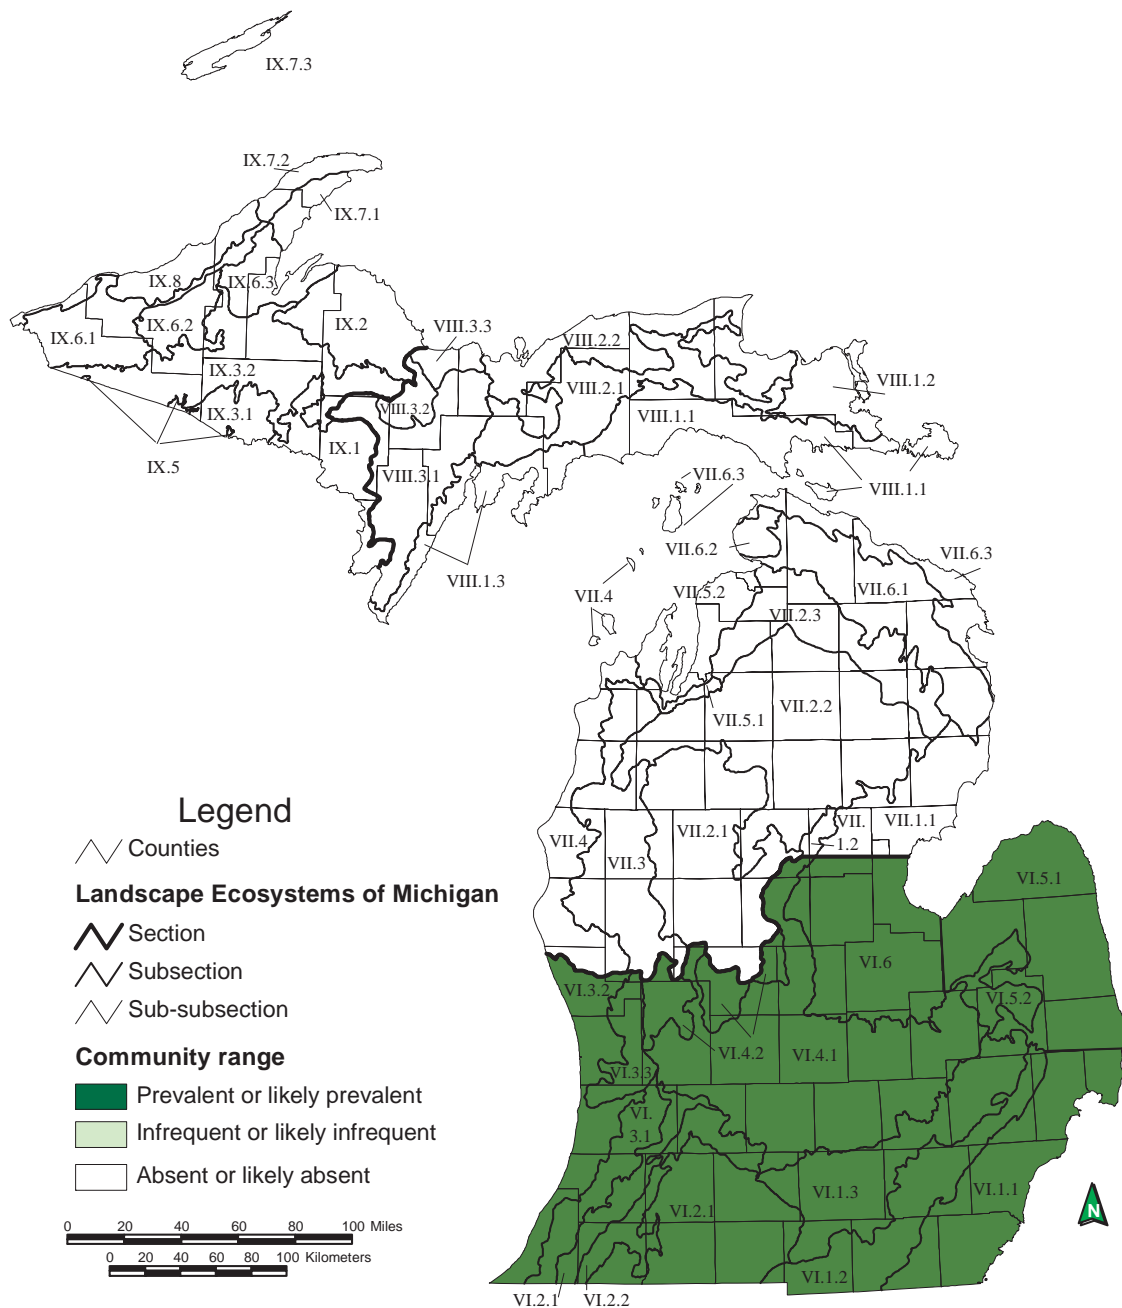 IX.7.3
IX.7.2
IX.7.1
IX.8
IX.6.3
IX.6.1
IX.6.2
IX.2
VIII.3.3
VIII.2.2
IX.3.2
VIII.2.1
VIII.1.2
IX.3.1
VIII.3.2
VIII.1.1
IX.5
IX.1
VIII.3.1
VII.6.3
VIII.1.1
VII.6.2
VIII.1.3
VII.6.3
VII.4
VII.5.2
VII.6.1
VII.2.3
VII.5.1
VII.2.2
VII.4
VII.3
VII.2.1
VII.
1.2
VII.1.1
VI.5.1
VI.6
VI.3.2
VI.5.2
VI.4.2
VI.4.1
VI.3.3
VI.
3.1
VI.2.1
VI.1.3
VI.1.1
VI.1.2
VI.2.1
VI.2.2
Legend
Counties
Landscape Ecosystems of Michigan
Section
Subsection
Sub-subsection
Community range
Prevalent or likely prevalent
Infrequent or likely infrequent
Absent or likely absent
0 20 40 60 80 100 Miles
0 20 40 60 80 100 Kilometers
N